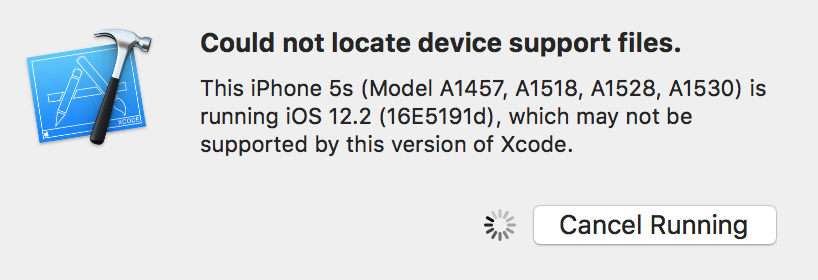 Could not locate device support files.
This iPhone 5s (Model A1457, A1518, A1528, A1530) is
running iOS 12.2 (16E5191d), which may not be
supported by this version of Xcode.
XCODE
Cancel Running